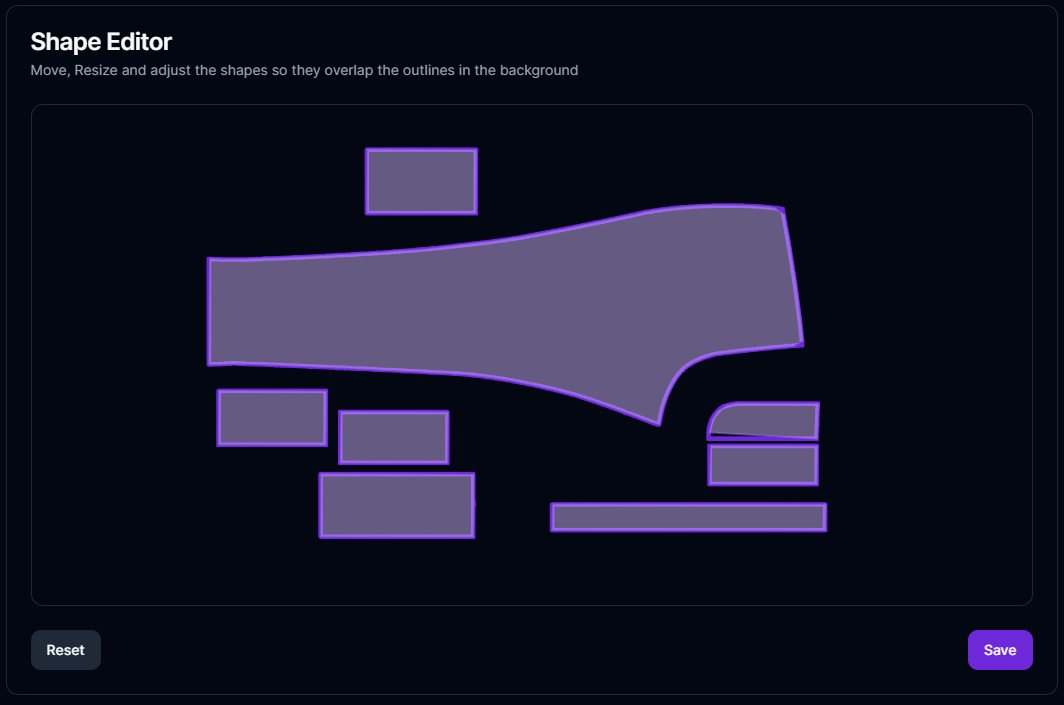 Shape Editor
Move, Resize and adjust the shapes so they overlap the outlines in the background
Reset
Save